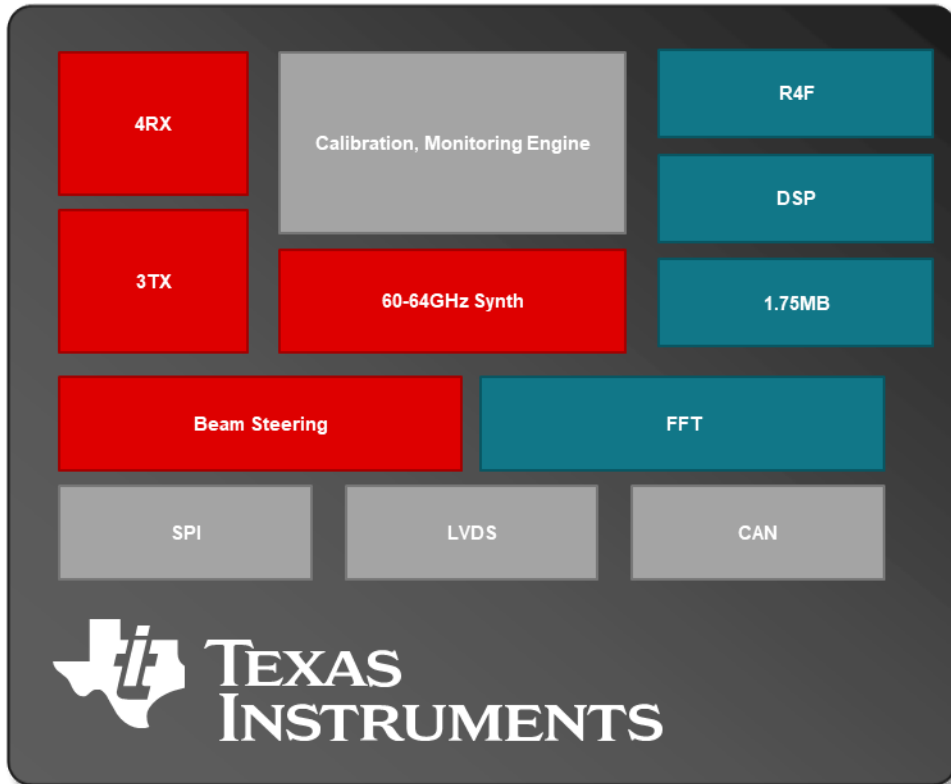 4RX
Calibration, Monitoring Engine
R4F
DSP
3TX
60-64GHz Synth
1.75MB
Beam Steering
FFT
SPI
LVDS
CAN
TEXAS
INSTRUMENTS